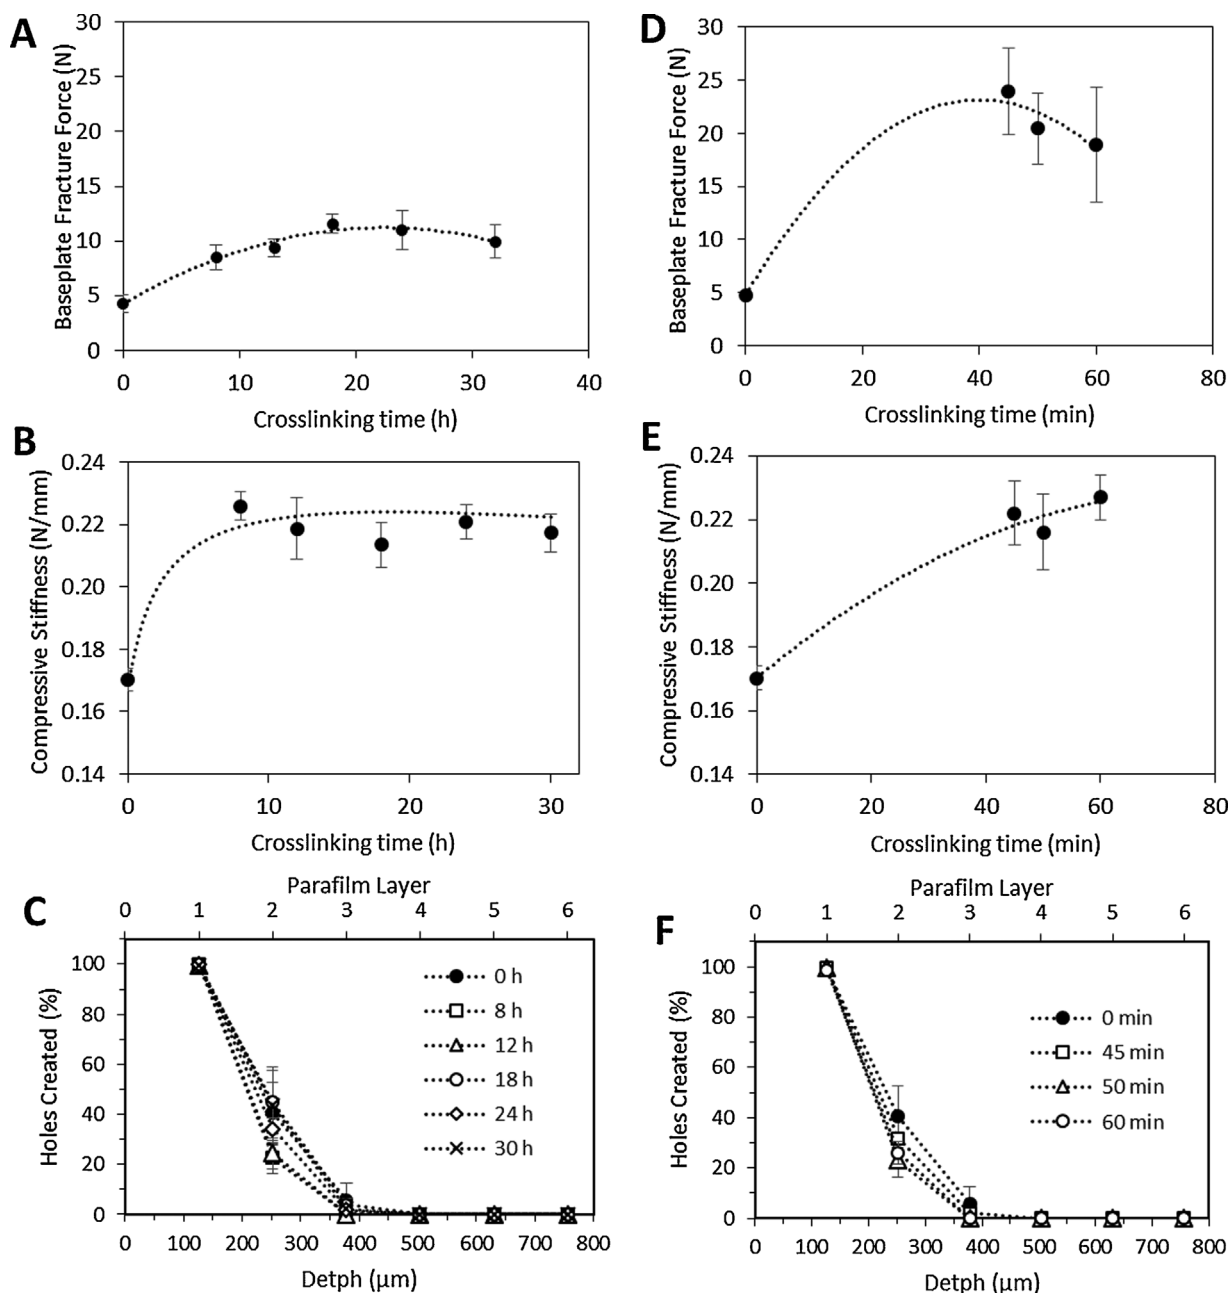 A
Baseplate Fracture Force (N)
30
25
20
15
10
5
0
0 10 20 30 40
Crosslinking time (h)
D
Baseplate Fracture Force (N)
30
25
20
15
10
5
0
0 20 40 60 80
Crosslinking time (min)
B
Compressive Stiffness (N/mm)
0.24
0.22
0.20
0.18
0.16
0.14
0 10 20 30
Crosslinking time (h)
E
Compressive Stiffness (N/mm)
0.24
0.22
0.20
0.18
0.16
0.14
0 20 40 60 80
Crosslinking time (min)
C
Parafilm Layer
0 1 2 3 4 5 6
Holes Created (%)
100
80
60
40
20
0
0 h
8 h
12 h
18 h
24 h
30 h
0 100 200 300 400 500 600 700 800
Detph (µm)
F
Parafilm Layer
0 1 2 3 4 5 6
Holes Created (%)
100
80
60
40
20
0
0 min
45 min
50 min
60 min
0 100 200 300 400 500 600 700 800
Detph (µm)